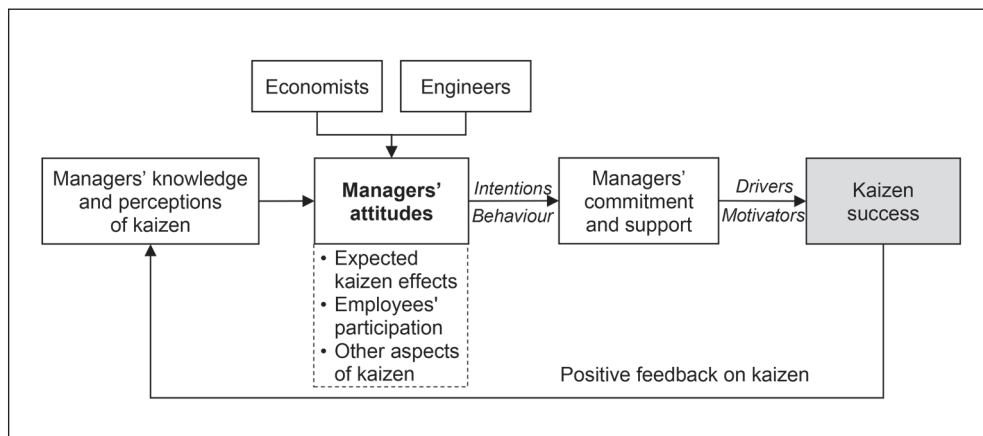 Economists
Engineers
Managers’ knowledge
and perceptions
of kaizen
Managers’
attitudes
Intentions
Behaviour
Managers’
commitment
and support
Drivers
Motivators
Kaizen
success
• Expected
kaizen effects
• Employees'
participation
• Other aspects
of kaizen
Positive feedback on kaizen